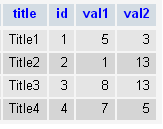 title id val1 val2
Title1 1 5 3
Title2 2 1 13
Title3 3 8 13
Title4 4 7 5